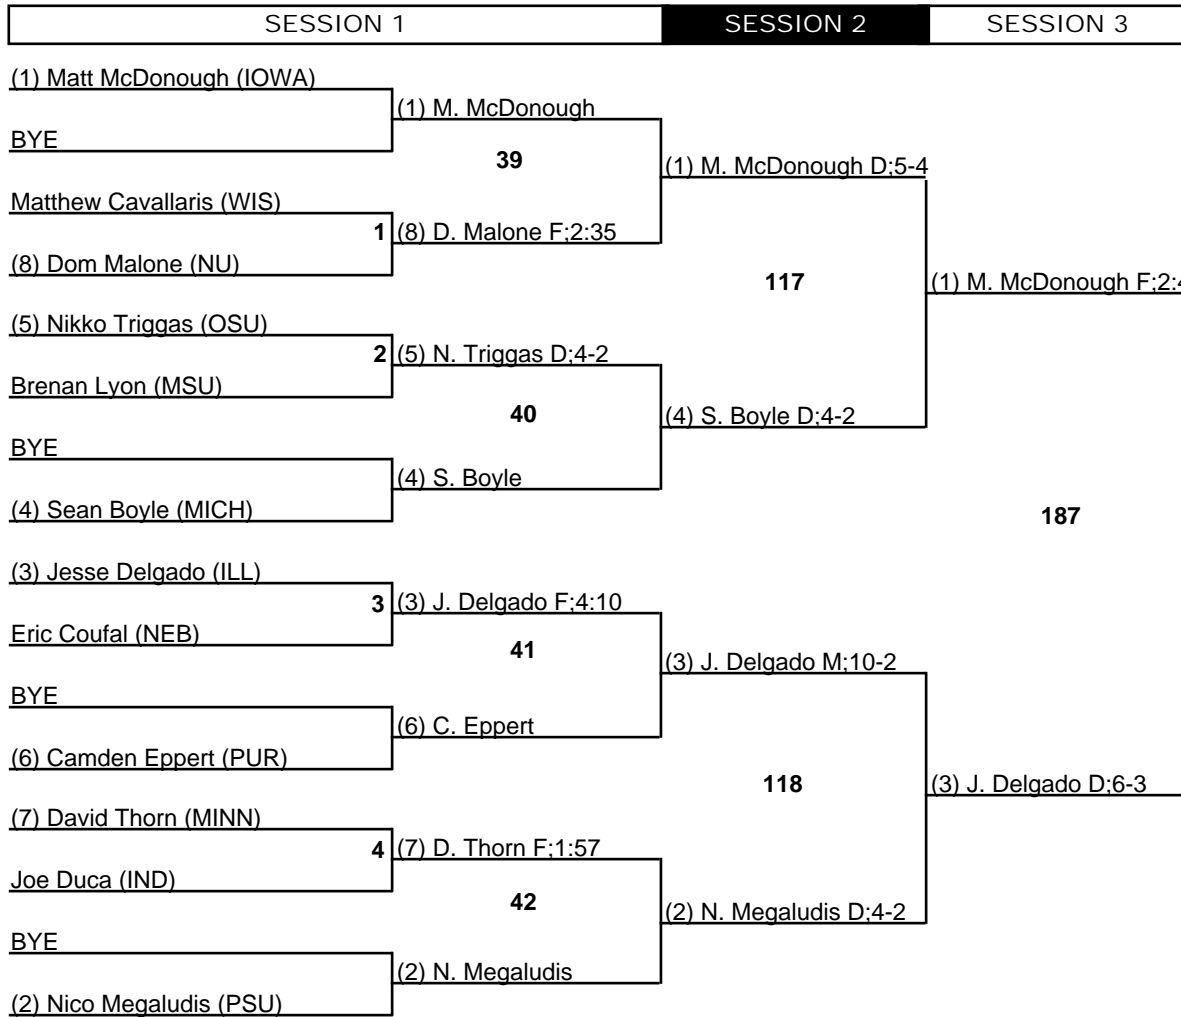 SESSION 1 SESSION 2 SESSION 3
(1) Matt McDonough (IOWA)
(1) M. McDonough
BYE
39
(1) M. McDonough D;5-4
Matthew Cavallaris (WIS)
1 (8) D. Malone F;2:35
(8) Dom Malone (NU)
117
(1) M. McDonough F;2:4
(5) Nikko Triggas (OSU)
2 (5) N. Triggas D;4-2
Brenan Lyon (MSU)
40
(4) S. Boyle D;4-2
BYE
(4) S. Boyle
(4) Sean Boyle (MICH)
187
(3) Jesse Delgado (ILL)
3 (3) J. Delgado F;4:10
Eric Coufal (NEB)
41
(3) J. Delgado M;10-2
BYE
(6) C. Eppert
(6) Camden Eppert (PUR)
118
(3) J. Delgado D;6-3
(7) David Thorn (MINN)
4 (7) D. Thorn F;1:57
Joe Duca (IND)
42
(2) N. Megaludis D;4-2
BYE
(2) N. Megaludis
(2) Nico Megaludis (PSU)